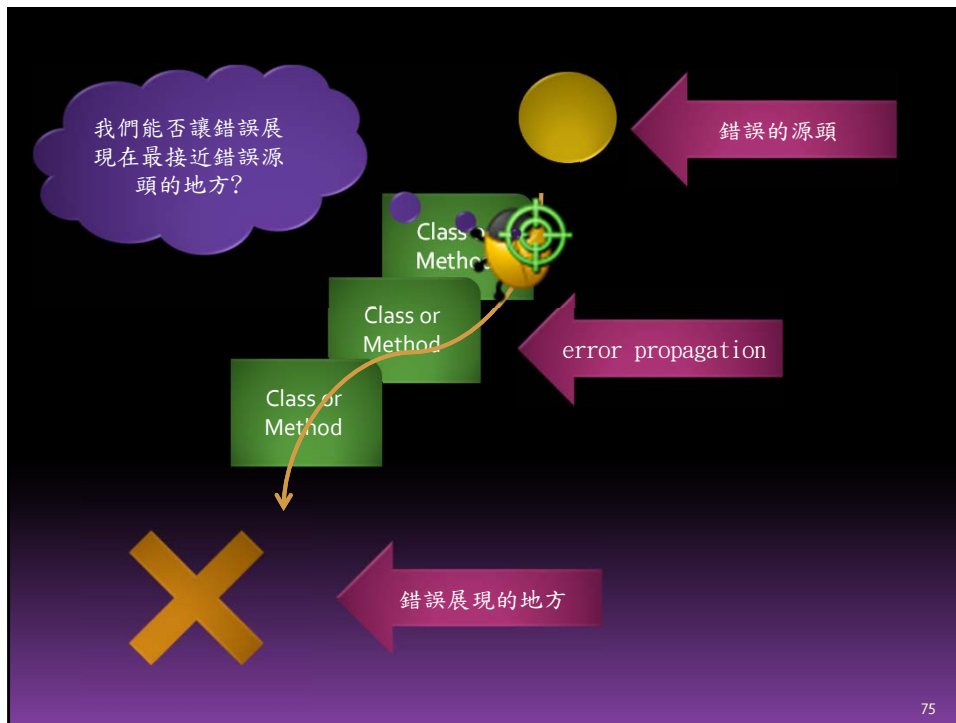 我們能否讓錯誤展
現在最接近錯誤源
頭的地方?
錯誤的源頭
Class
Method
Class or
Method
error propagation
Class or
Method
錯誤展現的地方
75